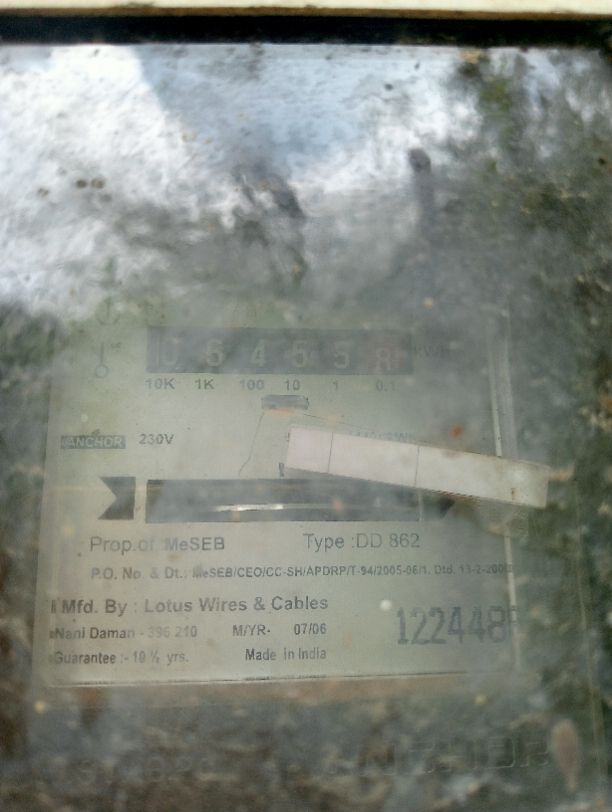 0 6 4 5 5 8 KWH
10K 1K 100 10 1 0.1
ANCHOR 230V
Prop.of MeSEB Type :DD 862
P.O. No. & Dt.: MeSEB/CEO/CC-SH/APDRP/T-94/2005-06/1. Dtd. 13-2-200
Mfd. By : Lotus Wires & Cables
Nani Daman - 396 210 M/YR- 07/06
122448
Guarantee :- 10 ½ yrs. Made in India